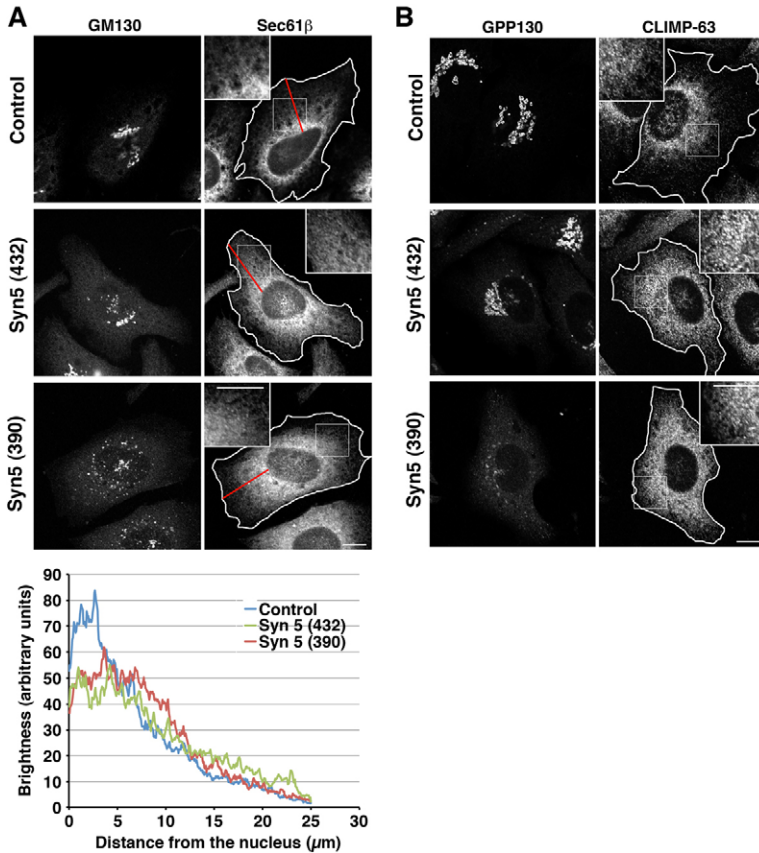 A
GM130
Sec61β
Control
Syn5 (432)
Syn5 (390)
B
GPP130
CLIMP-63
Control
Syn5 (432)
Syn5 (390)
Brightness (arbitrary units)
90
80
70
60
50
40
30
20
10
0
Control
Syn 5 (432)
Syn 5 (390)
0 5 10 15 20 25 30
Distance from the nucleus (µm)